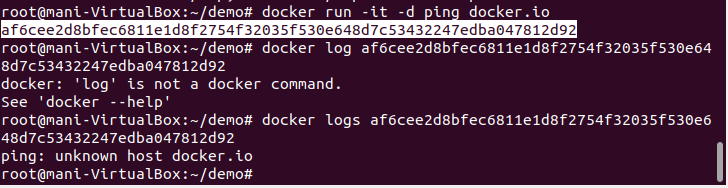 root@mani-VirtualBox:~/demo# docker run -it -d ping docker.io
af6cee2d8bfec6811e1d8f2754f32035f530e648d7c53432247edba047812d92
root@mani-VirtualBox:~/demo# docker log af6cee2d8bfec6811e1d8f2754f32035f530e64
8d7c53432247edba047812d92
docker: 'log' is not a docker command.
See 'docker --help'
root@mani-VirtualBox:~/demo# docker logs af6cee2d8bfec6811e1d8f2754f32035f530e6
48d7c53432247edba047812d92
ping: unknown host docker.io
root@mani-VirtualBox:~/demo#